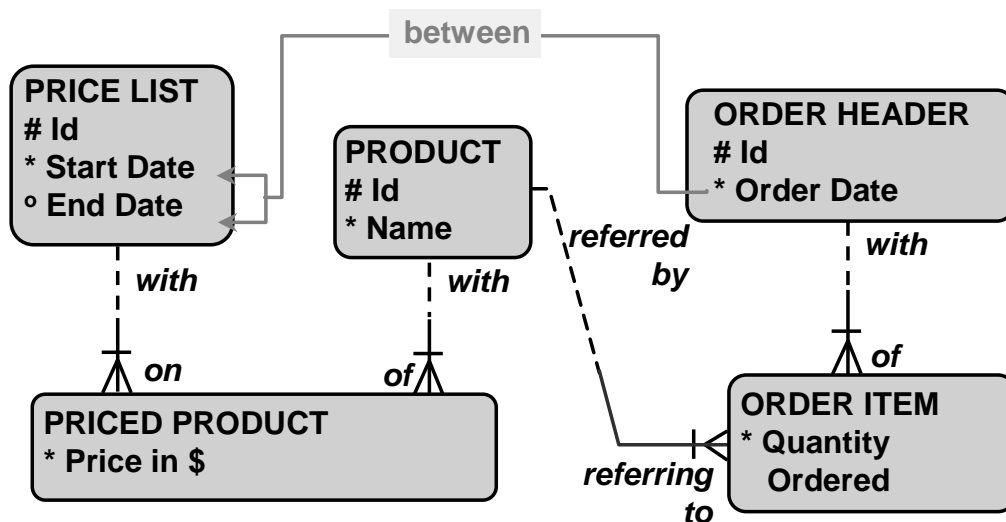 between
PRICE LIST
# Id
* Start Date
o End Date
PRODUCT
# Id
* Name
ORDER HEADER
# Id
* Order Date
with
with
referred
by
with
on
of
of
PRICED PRODUCT
* Price in $
ORDER ITEM
* Quantity
Ordered
referring
to